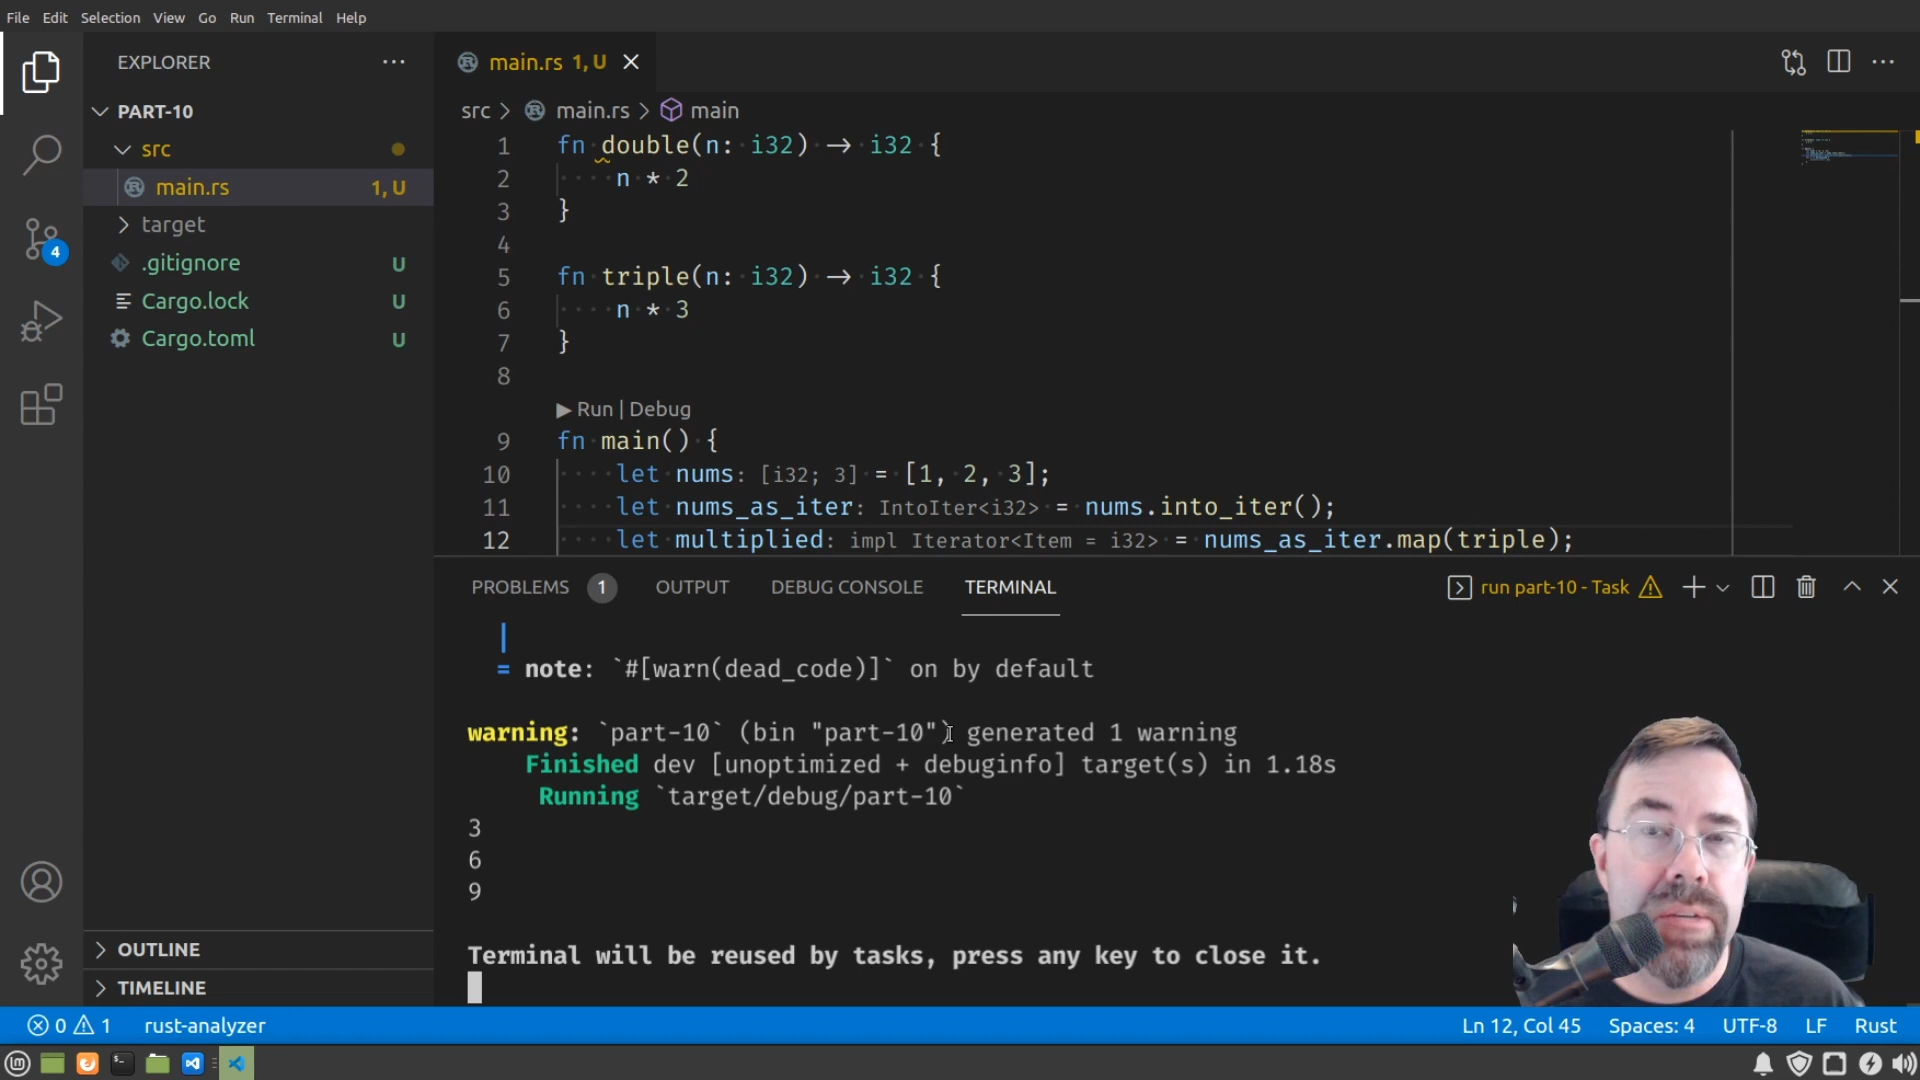 File Edit Selection View Go Run Terminal Help
EXPLORER
PART-10
src
main.rs 1, U
target
.gitignore U
Cargo.lock U
Cargo.toml U
4
OUTLINE
TIMELINE
main.rs 1, U
src > main.rs > main
1 fn double(n: i32) -> i32 {
2 n * 2
3 }
4
5 fn triple(n: i32) -> i32 {
6 n * 3
7 }
8
Run | Debug
9 fn main() {
10 let nums: [i32; 3] = [1, 2, 3];
11 let nums_as_iter: IntoIter<i32> = nums.into_iter();
12 let multiplied: impl Iterator<Item = i32> = nums_as_iter.map(triple);
PROBLEMS 1 OUTPUT DEBUG CONSOLE TERMINAL run part-10 - Task
|
= note: `#[warn(dead_code)]` on by default
warning: `part-10` (bin "part-10") generated 1 warning
Finished dev [unoptimized + debuginfo] target(s) in 1.18s
Running `target/debug/part-10`
3
6
9
Terminal will be reused by tasks, press any key to close it.
0 1 rust-analyzer Ln 12, Col 45 Spaces: 4 UTF-8 LF Rust